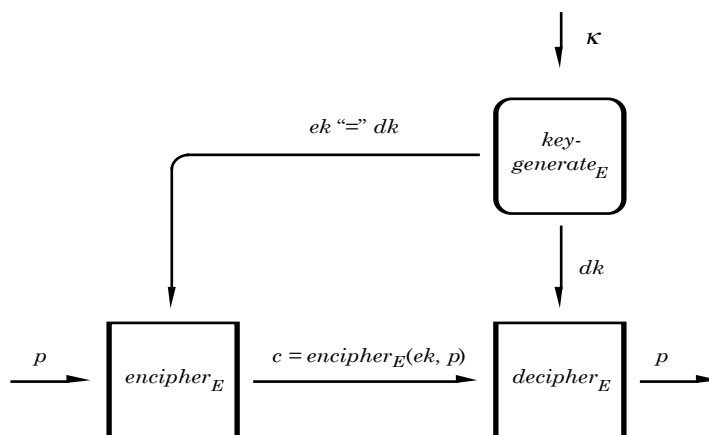 κ
ek “=” dk
key-
generate_E
dk
p
encipher_E
c = encipher_E(ek, p)
decipher_E
p